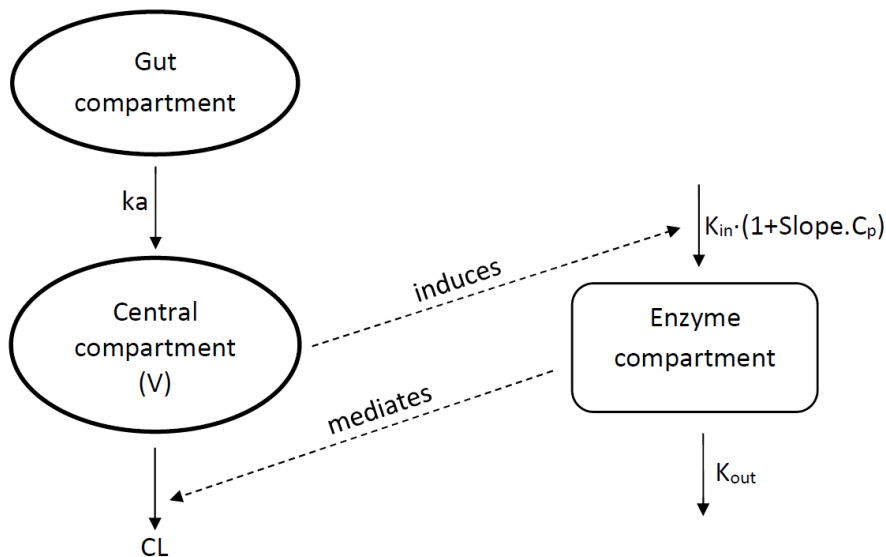 Gut
compartment
ka
Central
compartment
(V)
CL
induces
mediates
Kin·(1+Slope.Cp)
Enzyme
compartment
Kout